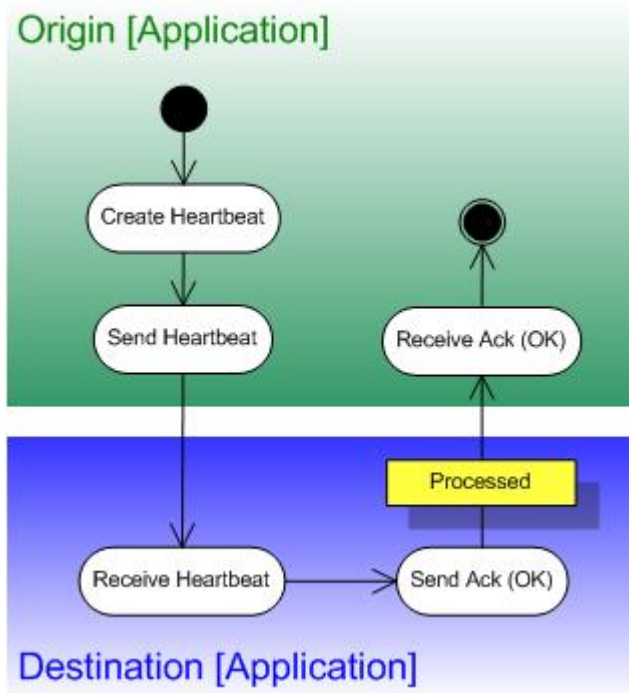 Origin [Application]
Create Heartbeat
Send Heartbeat
Receive Ack (OK)
Processed
Receive Heartbeat
Send Ack (OK)
Destination [Application]